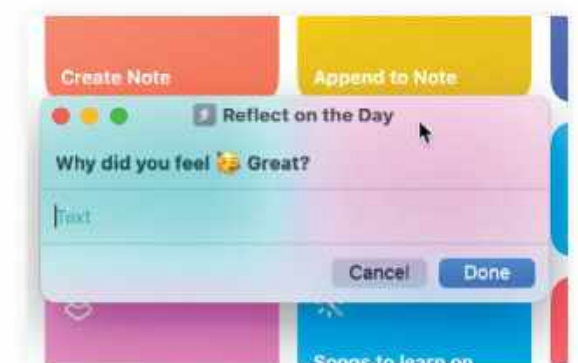 Create Note
Append to Note
Reflect on the Day
Why did you feel 🥳 Great?
Text
Cancel
Done
Songs to learn on